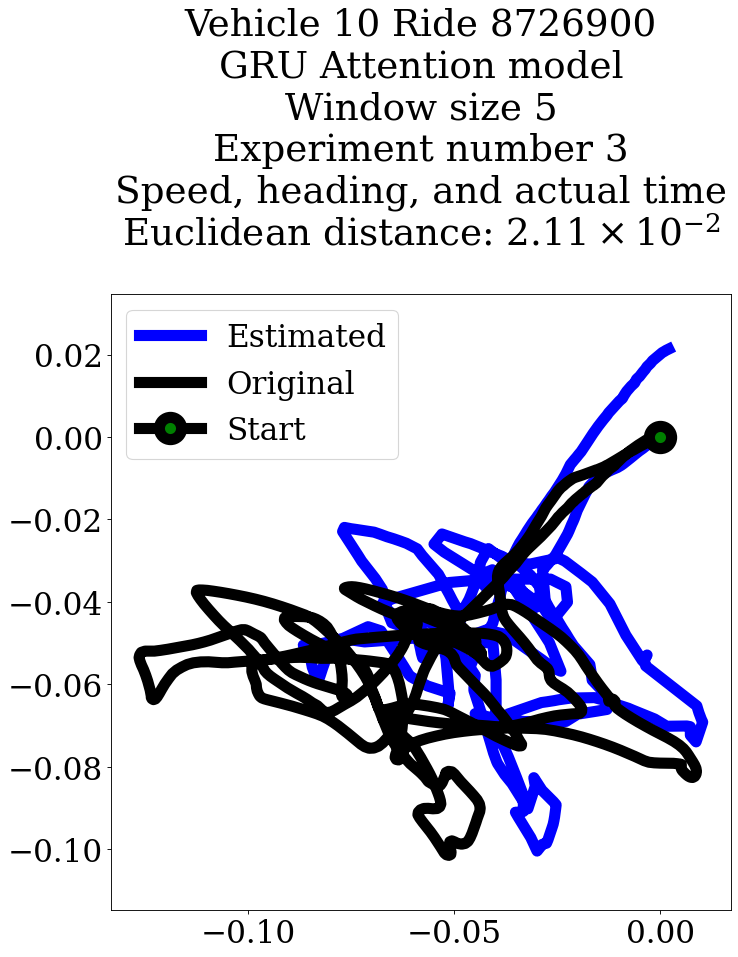 Vehicle 10 Ride 8726900
GRU Attention model
Window size 5
Experiment number 3
Speed, heading, and actual time
Euclidean distance: 2.11 × 10⁻²
Estimated
Original
Start
0.02
0.00
−0.02
−0.04
−0.06
−0.08
−0.10
−0.10 −0.05 0.00